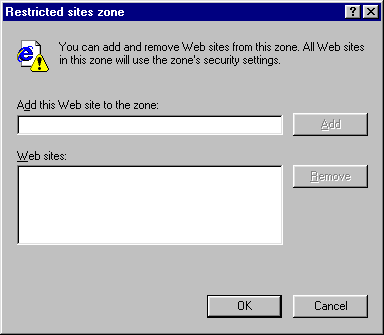 Restricted sites zone
You can add and remove Web sites from this zone. All Web sites
in this zone will use the zone's security settings.
Add this Web site to the zone:
Add
Web sites:
Remove
OK
Cancel